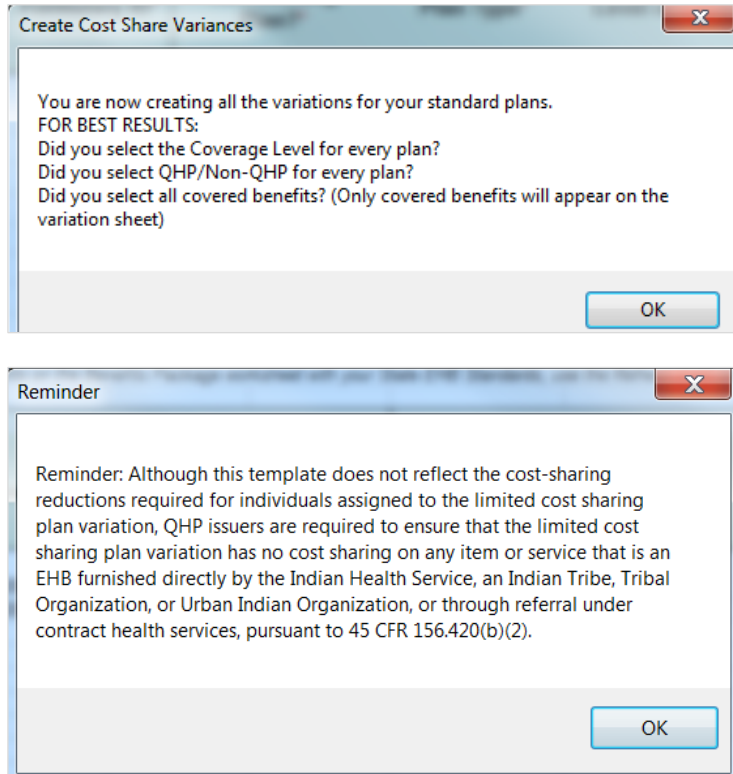 Create Cost Share Variances
You are now creating all the variations for your standard plans.
FOR BEST RESULTS:
Did you select the Coverage Level for every plan?
Did you select QHP/Non-QHP for every plan?
Did you select all covered benefits? (Only covered benefits will appear on the
variation sheet)
OK
Reminder
Reminder: Although this template does not reflect the cost-sharing
reductions required for individuals assigned to the limited cost sharing
plan variation, QHP issuers are required to ensure that the limited cost
sharing plan variation has no cost sharing on any item or service that is an
EHB furnished directly by the Indian Health Service, an Indian Tribe, Tribal
Organization, or Urban Indian Organization, or through referral under
contract health services, pursuant to 45 CFR 156.420(b)(2).
OK